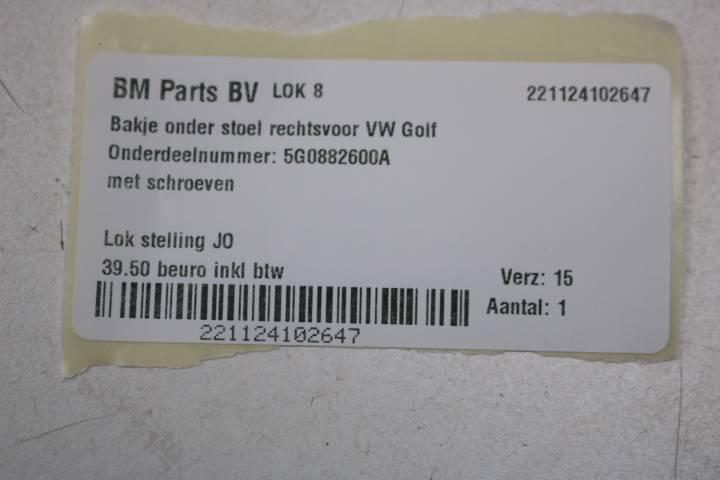 BM Parts BV LOK 8 221124102647
Bakje onder stoel rechtsvoor VW Golf
Onderdeelnummer: 5G0882600A
met schroeven
Lok stelling JO
39.50 beuro inkl btw
Verz: 15
Aantal: 1
221124102647